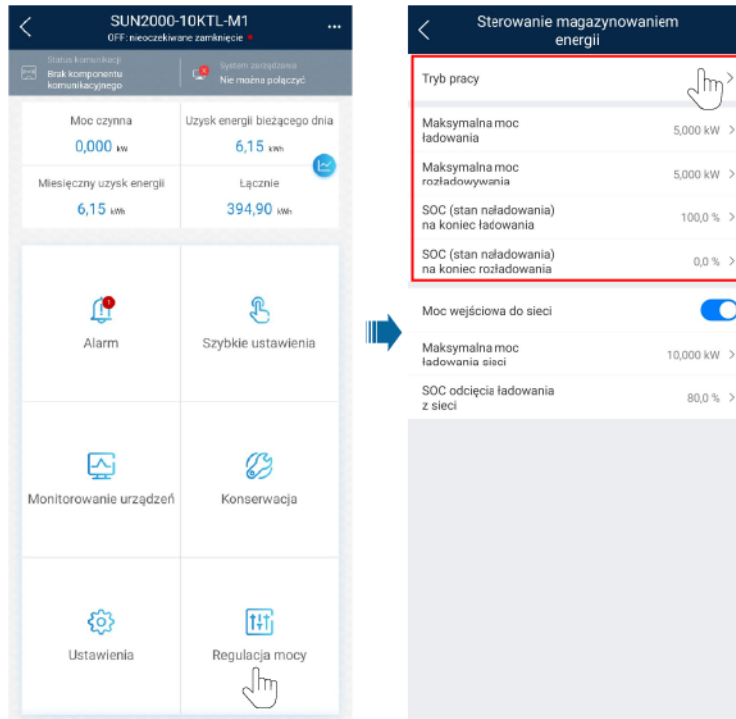 SUN2000-10KTL-M1
OFF: nieoczekiwane zamknięcie
Status komunikacji
Brak komponentu
komunikacyjnego
System zarządzania
Nie można połączyć
Moc czynna
0,000 kW
Uzysk energii bieżącego dnia
6,15 kWh
Miesięczny uzysk energii
6,15 kWh
Łącznie
394,90 kWh
1
Alarm
Szybkie ustawienia
Monitorowanie urządzeń
Konserwacja
Ustawienia
Regulacja mocy
Sterowanie magazynowaniem
energii
Tryb pracy
Maksymalna moc
ładowania
5,000 kW
Maksymalna moc
rozładowywania
5,000 kW
SOC (stan naładowania)
na koniec ładowania
100,0 %
SOC (stan naładowania)
na koniec rozładowania
0,0 %
Moc wejściowa do sieci
Maksymalna moc
ładowania sieci
10,000 kW
SOC odcięcia ładowania
z sieci
80,0 %